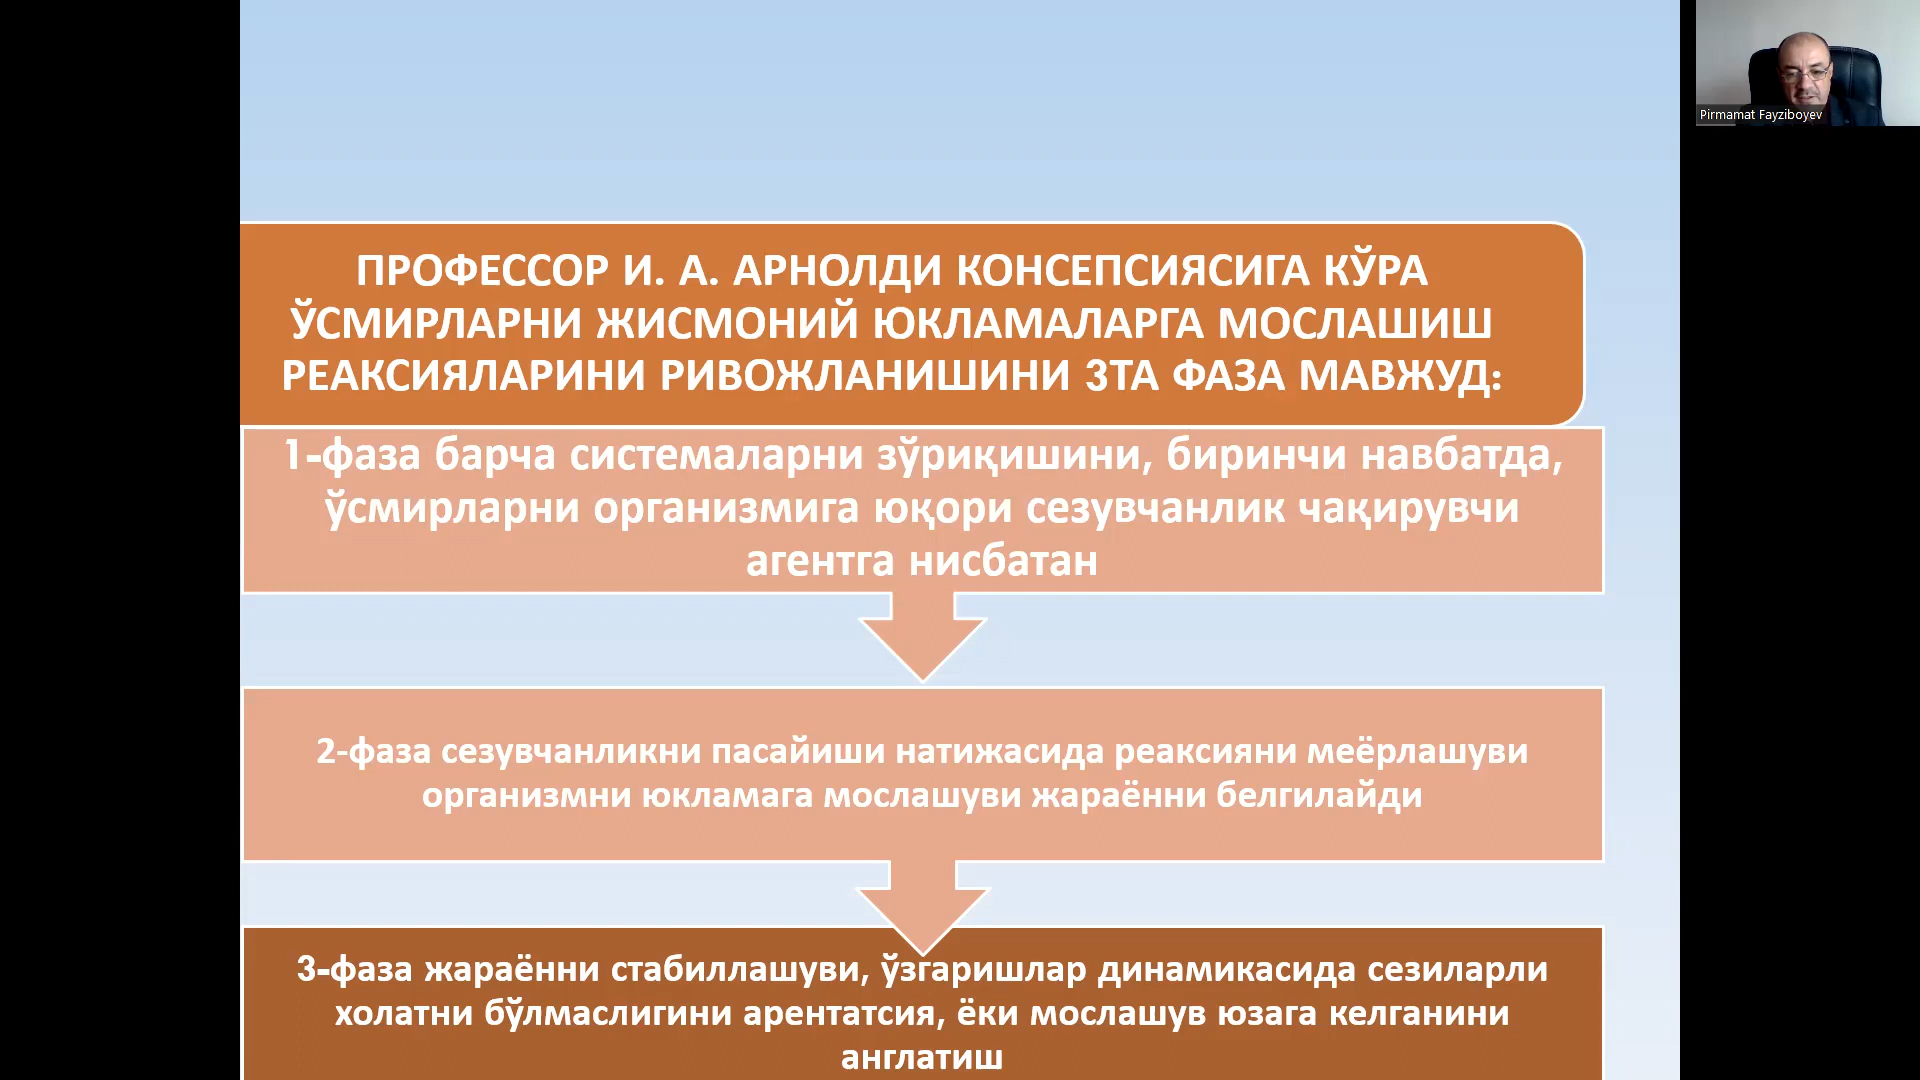 ПРОФЕССОР И. А. АРНОЛДИ КОНСЕПСИЯСИГА КЎРА
ЎСМИРЛАРНИ ЖИСМОНИЙ ЮКЛАМАЛАРГА МОСЛАШИШ
РЕАКСИЯЛАРИНИ РИВОЖЛАНИШИНИ 3ТА ФАЗА МАВЖУД:
1-фаза барча системаларни зўриқишини, биринчи навбатда,
ўсмирларни организмига юқори сезувчанлик чақирувчи
агентга нисбатан
2-фаза сезувчанликни пасайиши натижасида реаксияни меёрлашуви
организмни юкламага мослашуви жараённи белгилайди
3-фаза жараённи стабиллашуви, ўзгаришлар динамикасида сезиларли
холатни бўлмаслигини арентатсия, ёки мослашув юзага келганини
англатиш
Pirmamat Fayziboyev